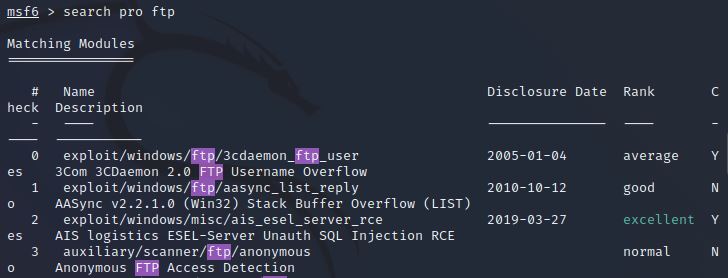 msf6 > search pro ftp
Matching Modules
================
# Name Disclosure Date Rank C
heck Description
- ---- --------------- ---- -
---- -----------
0 exploit/windows/ftp/3cdaemon_ftp_user 2005-01-04 average Y
es 3Com 3CDaemon 2.0 FTP Username Overflow
1 exploit/windows/ftp/aasync_list_reply 2010-10-12 good N
o AASync v2.2.1.0 (Win32) Stack Buffer Overflow (LIST)
2 exploit/windows/misc/ais_esel_server_rce 2019-03-27 excellent Y
es AIS logistics ESEL-Server Unauth SQL Injection RCE
3 auxiliary/scanner/ftp/anonymous normal N
o Anonymous FTP Access Detection